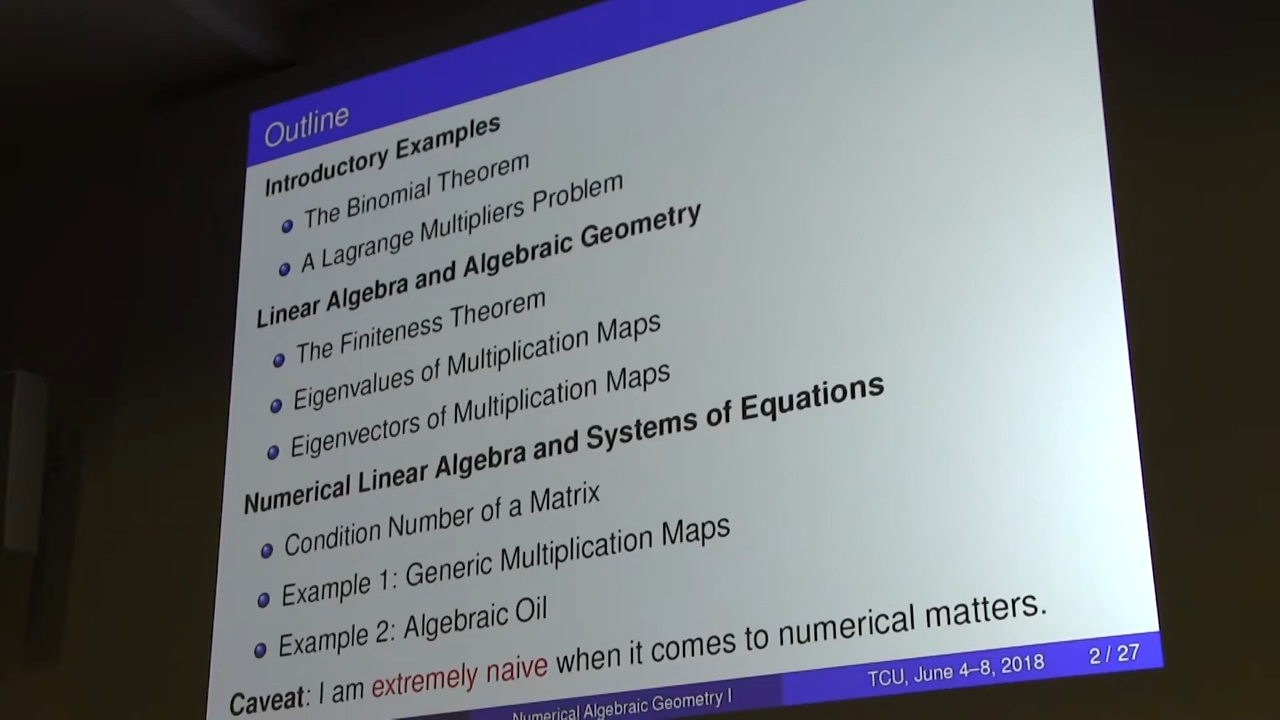 Outline
Introductory Examples
The Binomial Theorem
A Lagrange Multipliers Problem
Linear Algebra and Algebraic Geometry
The Finiteness Theorem
Eigenvalues of Multiplication Maps
Eigenvectors of Multiplication Maps
Numerical Linear Algebra and Systems of Equations
Condition Number of a Matrix
Example 1: Generic Multiplication Maps
Example 2: Algebraic Oil
Caveat: I am extremely naive when it comes to numerical matters.
Numerical Algebraic Geometry I TCU, June 4–8, 2018 2 / 27